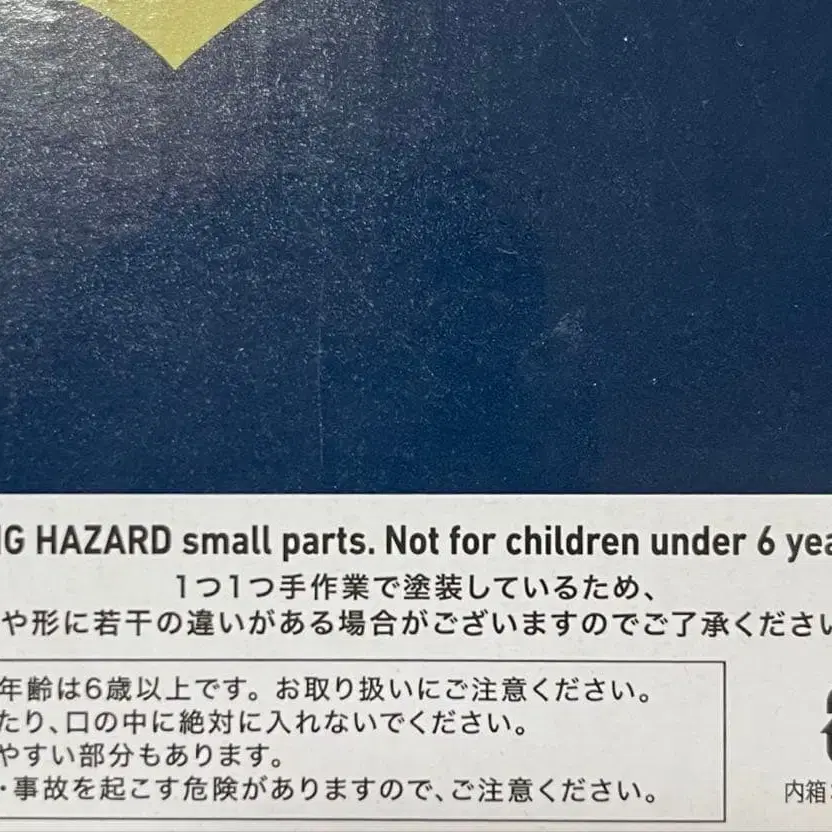 NG HAZARD small parts. Not for children under 6 yea
1つ1つ手作業で塗装しているため、
や形に若干の違いがある場合がございますのでご了承ください
年齢は6歳以上です。お取り扱いにご注意ください。
たり、口の中に絶対に入れないでください。
やすい部分もあります。
・事故を起こす危険がありますので、ご注意ください。
内箱